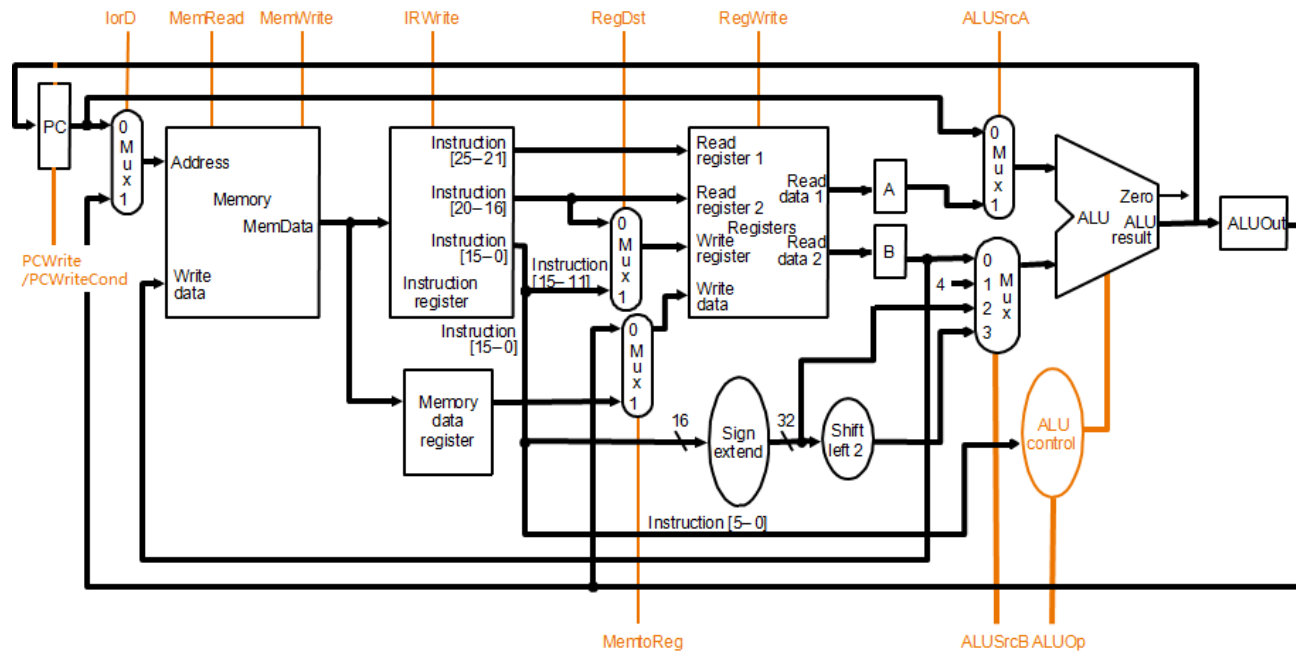 IorD
MemRead
MemWrite
IRWrite
RegDst
RegWrite
ALUSrcA
PC
0
M
u
x
1
Address
Memory
MemData
Write
data
PCWrite
/PCWriteCond
Instruction
[25–21]
Instruction
[20–16]
Instruction
[15–0]
Instruction
register
Instruction
[15–11]
Instruction
[15–0]
0
M
u
x
1
0
M
u
x
1
Memory
data
register
Read
register 1
Read
register 2
Registers
Write
register
Write
data
Read
data 1
Read
data 2
A
B
0
M
u
x
1
4
0
1
2
3
M
u
x
Zero
ALU
ALU
result
ALUOut
16
Sign
extend
32
Shift
left 2
ALU
control
Instruction [5–0]
MemtoReg
ALUSrcB
ALUOp